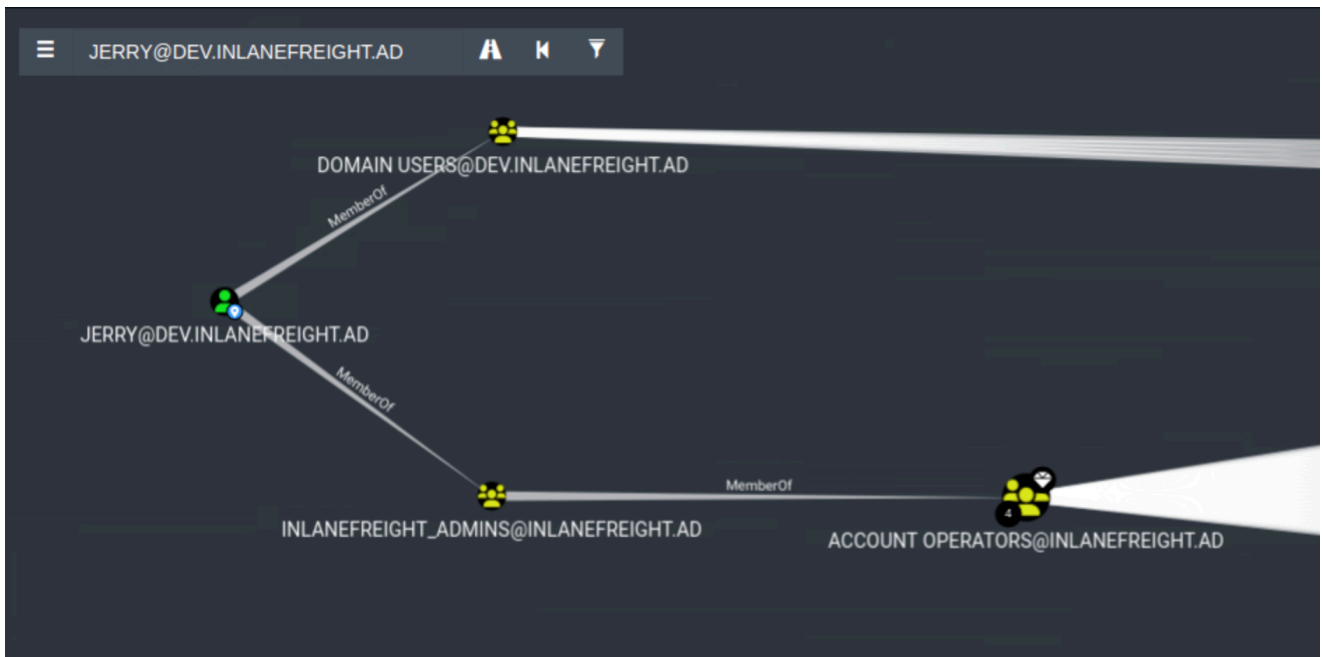 JERRY@DEV.INLANEFREIGHT.AD
DOMAIN USERS@DEV.INLANEFREIGHT.AD
MemberOf
JERRY@DEV.INLANEFREIGHT.AD
MemberOf
MemberOf
INLANEFREIGHT_ADMINS@INLANEFREIGHT.AD
4
ACCOUNT OPERATORS@INLANEFREIGHT.AD